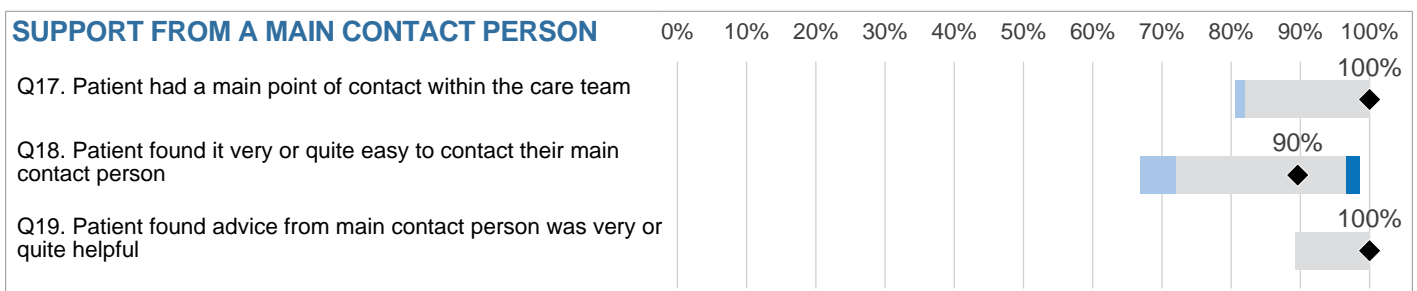 SUPPORT FROM A MAIN CONTACT PERSON 0% 10% 20% 30% 40% 50% 60% 70% 80% 90% 100%
Q17. Patient had a main point of contact within the care team 100%
Q18. Patient found it very or quite easy to contact their main
contact person
90%
Q19. Patient found advice from main contact person was very or
quite helpful
100%